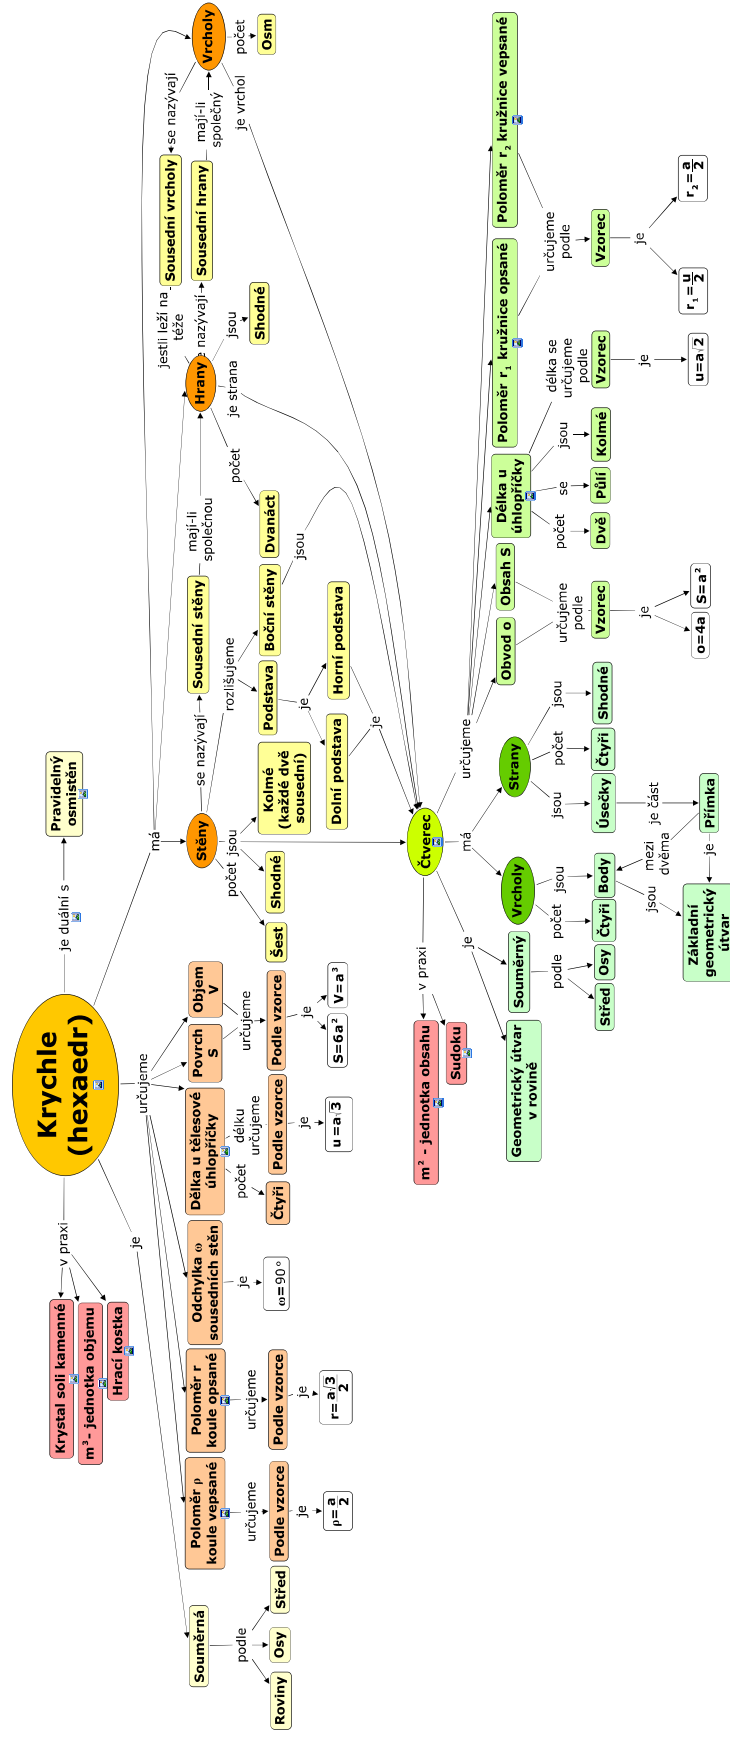 Krychle
(hexaedr)
v praxi
Krystal soli kamenné
m³- jednotka objemu
Hrací kostka
je duální s
Pravidelný
osmistěn
je
Souměrná
podle
Roviny
Osy
Střed
určujeme
Poloměr ρ
koule vepsané
určujeme
Podle vzorce
je
ρ=a/2
Poloměr r
koule opsané
určujeme
Podle vzorce
je
r=a√3/2
Odchylka ω
sousedních stěn
je
ω=90°
Délka u tělesové
úhlopříčky
počet
Čtyři
délku
určujeme
Podle vzorce
je
u=a√3
Povrch
S
Objem
V
určujeme
Podle vzorce
je
S=6a²
V=a³
má
Stěny
počet
Šest
jsou
Shodné
Kolmé
(každé dvě
sousední)
se nazývají
Sousední stěny
mají-li
společnou
rozlišujeme
Podstava
Boční stěny
je
Dolní podstava
Horní podstava
je
jsou
Hrany
počet
Dvanáct
je strana
jsou
Shodné
e nazývají
Sousední hrany
mají-li
společný
jestli leží na
téže
Sousední vrcholy
se nazývají
Vrcholy
počet
Osm
je vrchol
Čtverec
v praxi
m² - jednotka obsahu
Sudoku
je
Geometrický útvar
v rovině
Souměrný
podle
Střed
Osy
má
Vrcholy
počet
Čtyři
jsou
Body
Strany
jsou
Úsečky
počet
Čtyři
jsou
Shodné
je část
Přímka
mezi
dvěma
jsou
je
Základní
geometrický
útvar
určujeme
Obvod o
Obsah S
určujeme
podle
Vzorec
je
o=4a
S=a²
Délka u
úhlopříčky
počet
Dvě
se
Půlí
jsou
Kolmé
délka se
určujeme
podle
Vzorec
je
u=a√2
Poloměr r₁ kružnice opsané
Poloměr r₂ kružnice vepsané
určujeme
podle
Vzorec
je
r₁=u/2
r₂=a/2